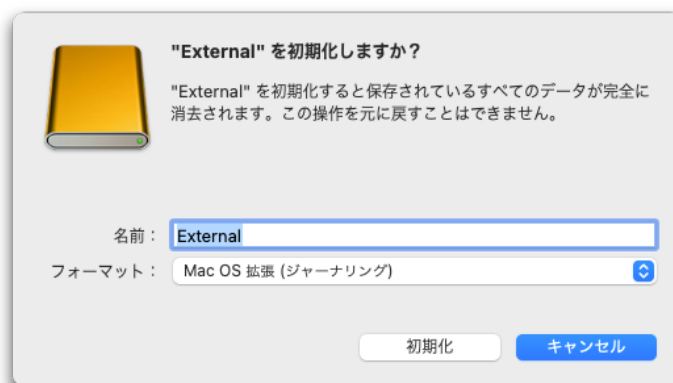 "External" を初期化しますか？
"External" を初期化すると保存されているすべてのデータが完全に
消去されます。この操作を元に戻すことはできません。
名前： External
フォーマット： Mac OS 拡張 (ジャーナリング)
初期化 キャンセル